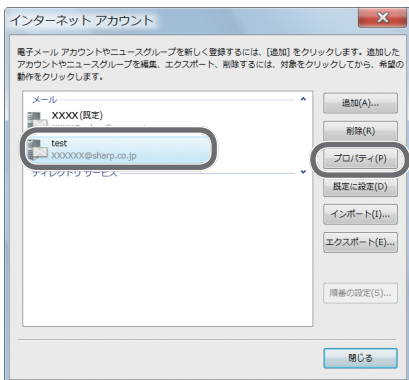 インターネット アカウント
電子メール アカウントやニュースグループを新しく登録するには、[追加] をクリックします。追加した
アカウントやニュースグループを編集、エクスポート、削除するには、対象をクリックしてから、希望の
動作をクリックします。
メール
XXXX (既定)
test
XXXXXX@sharp.co.jp
ディレクトリ サービス
追加(A)...
削除(R)
プロパティ(P)
既定に設定(D)
インポート(I)...
エクスポート(E)...
順番の設定(S)...
閉じる